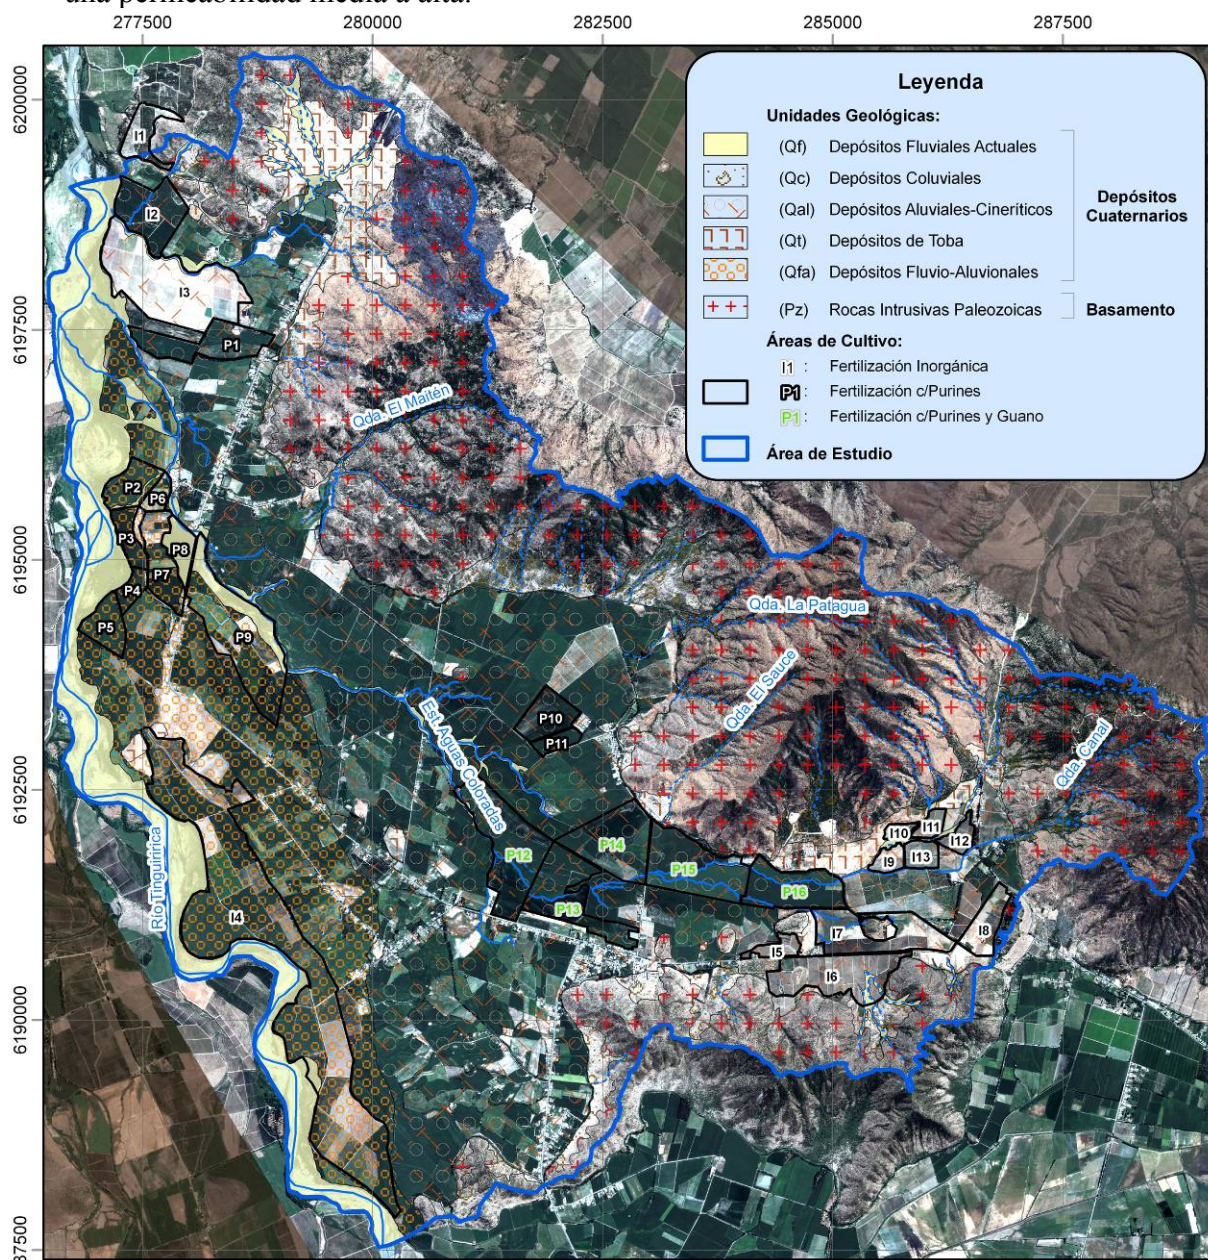 una permeabilidad media a alta.
277500 280000 282500 285000 287500
Leyenda
Unidades Geológicas:
(Qf) Depósitos Fluviales Actuales
(Qc) Depósitos Coluviales
(Qal) Depósitos Aluviales-Cineríticos
(Qt) Depósitos de Toba
(Qfa) Depósitos Fluvio-Aluvionales
Depósitos
Cuaternarios
(Pz) Rocas Intrusivas Paleozoicas
Basamento
Áreas de Cultivo:
I1 : Fertilización Inorgánica
P1 : Fertilización c/Purines
P1 : Fertilización c/Purines y Guano
Área de Estudio
6200000
6197500
6195000
6192500
6190000
87500
I1
I2
I3
P1
Qda. El Maitén
P2
P6
P3
P8
P7
P4
P5
P9
Qda. La Patagua
Qda. El Sauce
Qda. Canal
P10
P11
Est. Aguas Coloradas
Río Tinguiririca
P12
P14
P15
P16
P13
I10
I11
I12
I9
I13
I4
I7
I8
I5
I6